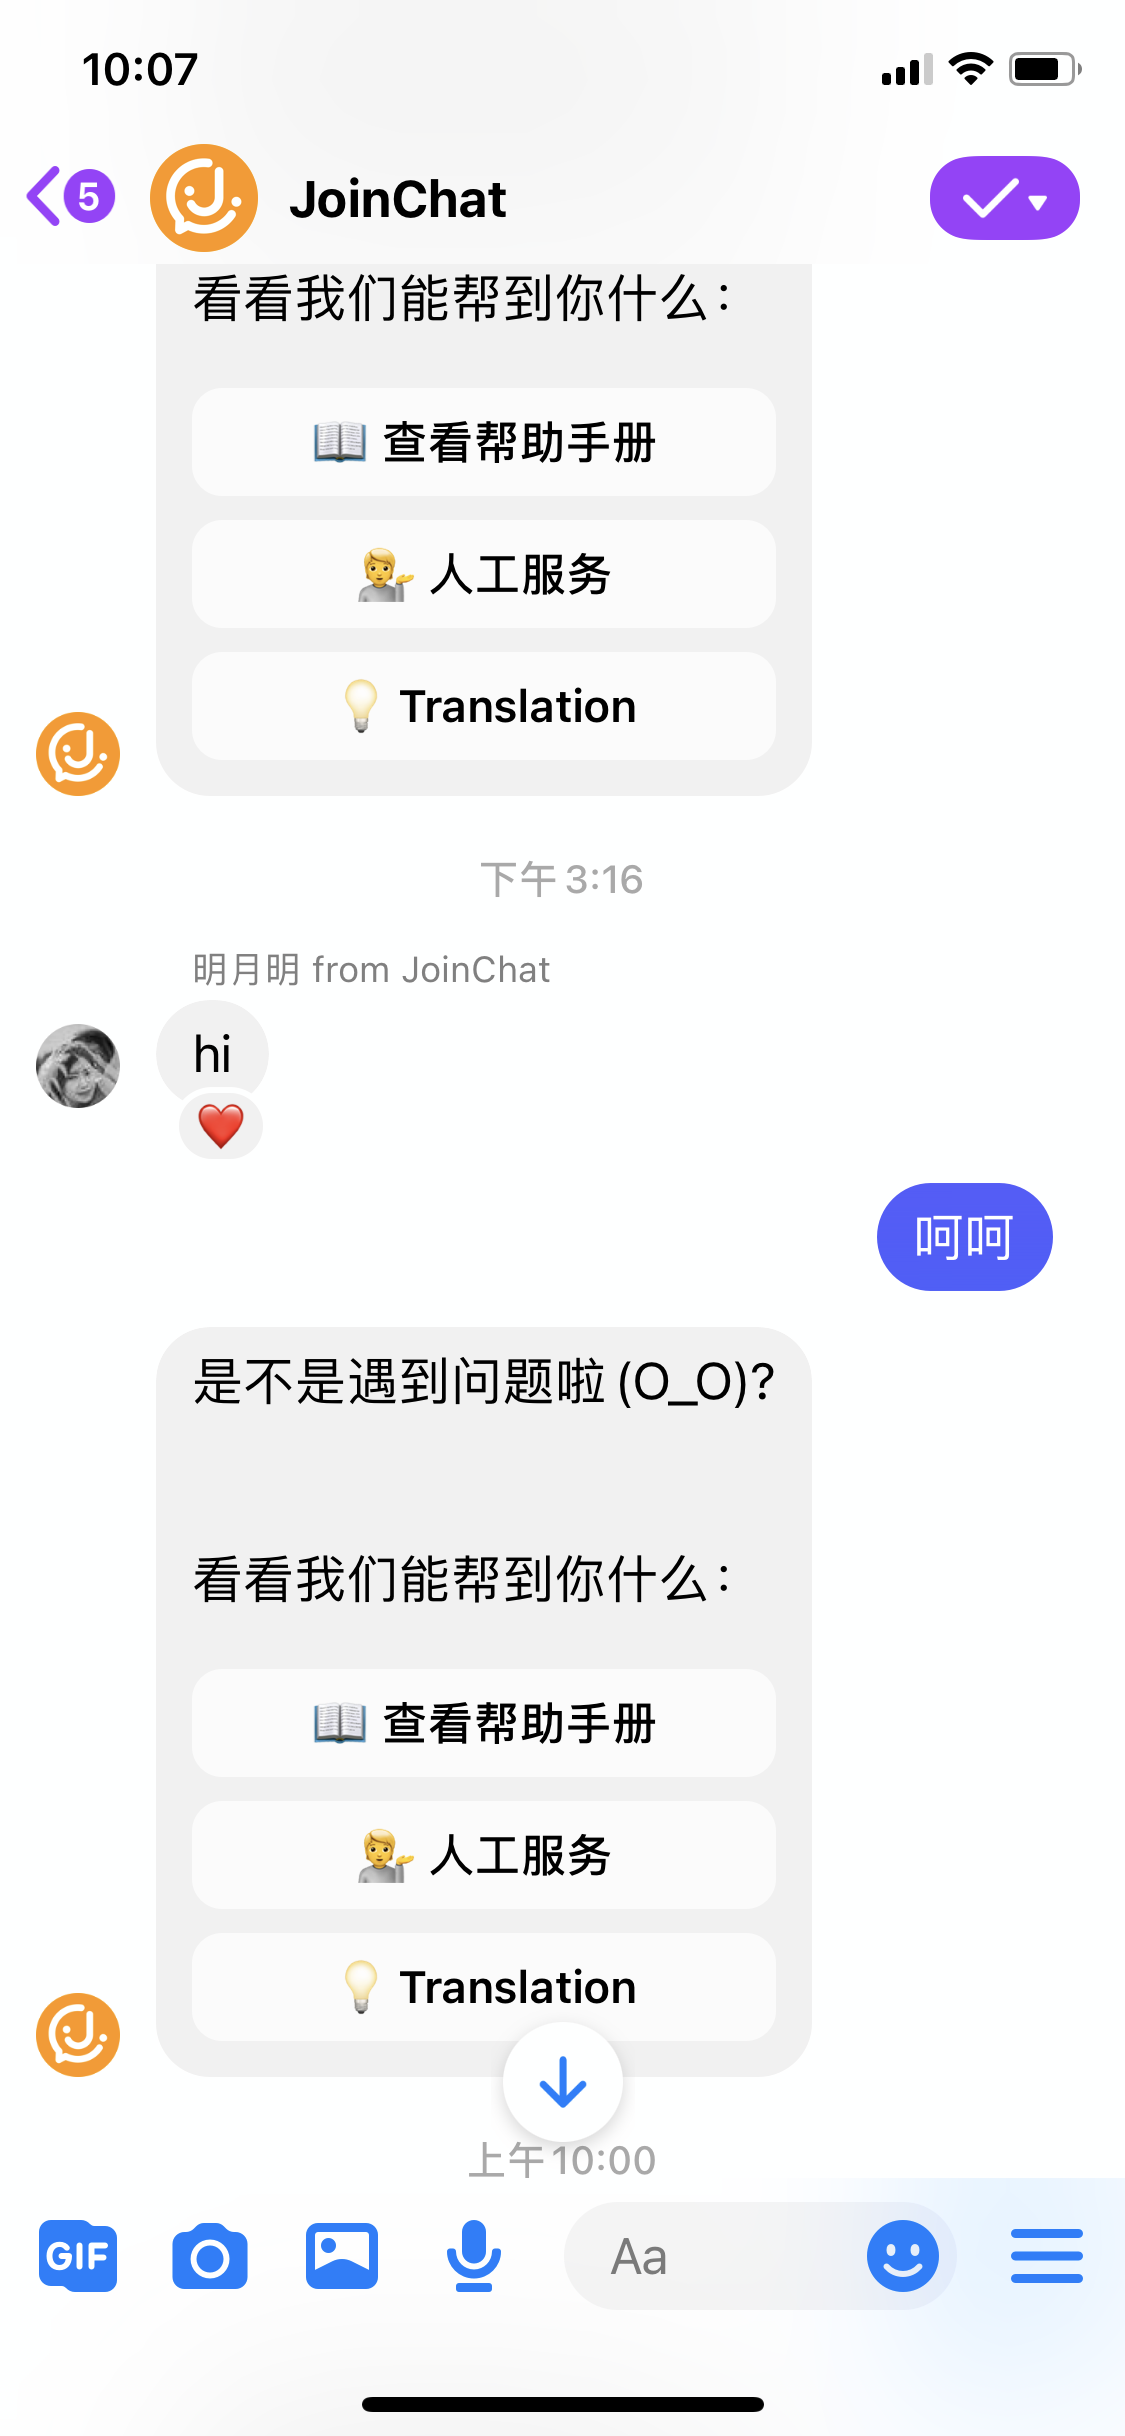 10:07
5
JoinChat
看看我们能帮到你什么：
📖 查看帮助手册
💁 人工服务
💡 Translation
下午 3:16
明月明 from JoinChat
hi
❤️
呵呵
是不是遇到问题啦 (O_O)?
看看我们能帮到你什么：
📖 查看帮助手册
💁 人工服务
💡 Translation
上午 10:00
GIF
Aa